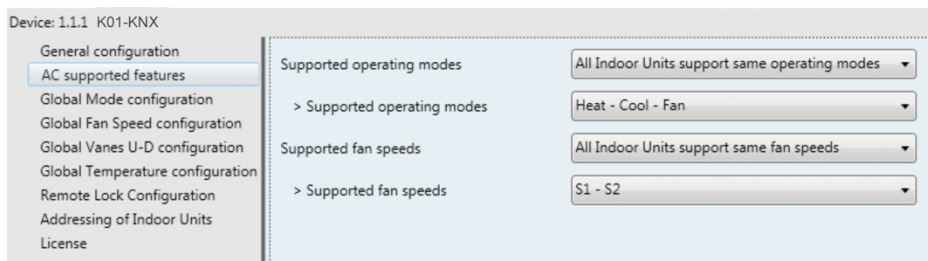 Device: 1.1.1 K01-KNX
General configuration
AC supported features
Global Mode configuration
Global Fan Speed configuration
Global Vanes U-D configuration
Global Temperature configuration
Remote Lock Configuration
Addressing of Indoor Units
License
Supported operating modes
All Indoor Units support same operating modes
> Supported operating modes
Heat - Cool - Fan
Supported fan speeds
All Indoor Units support same fan speeds
> Supported fan speeds
S1 - S2